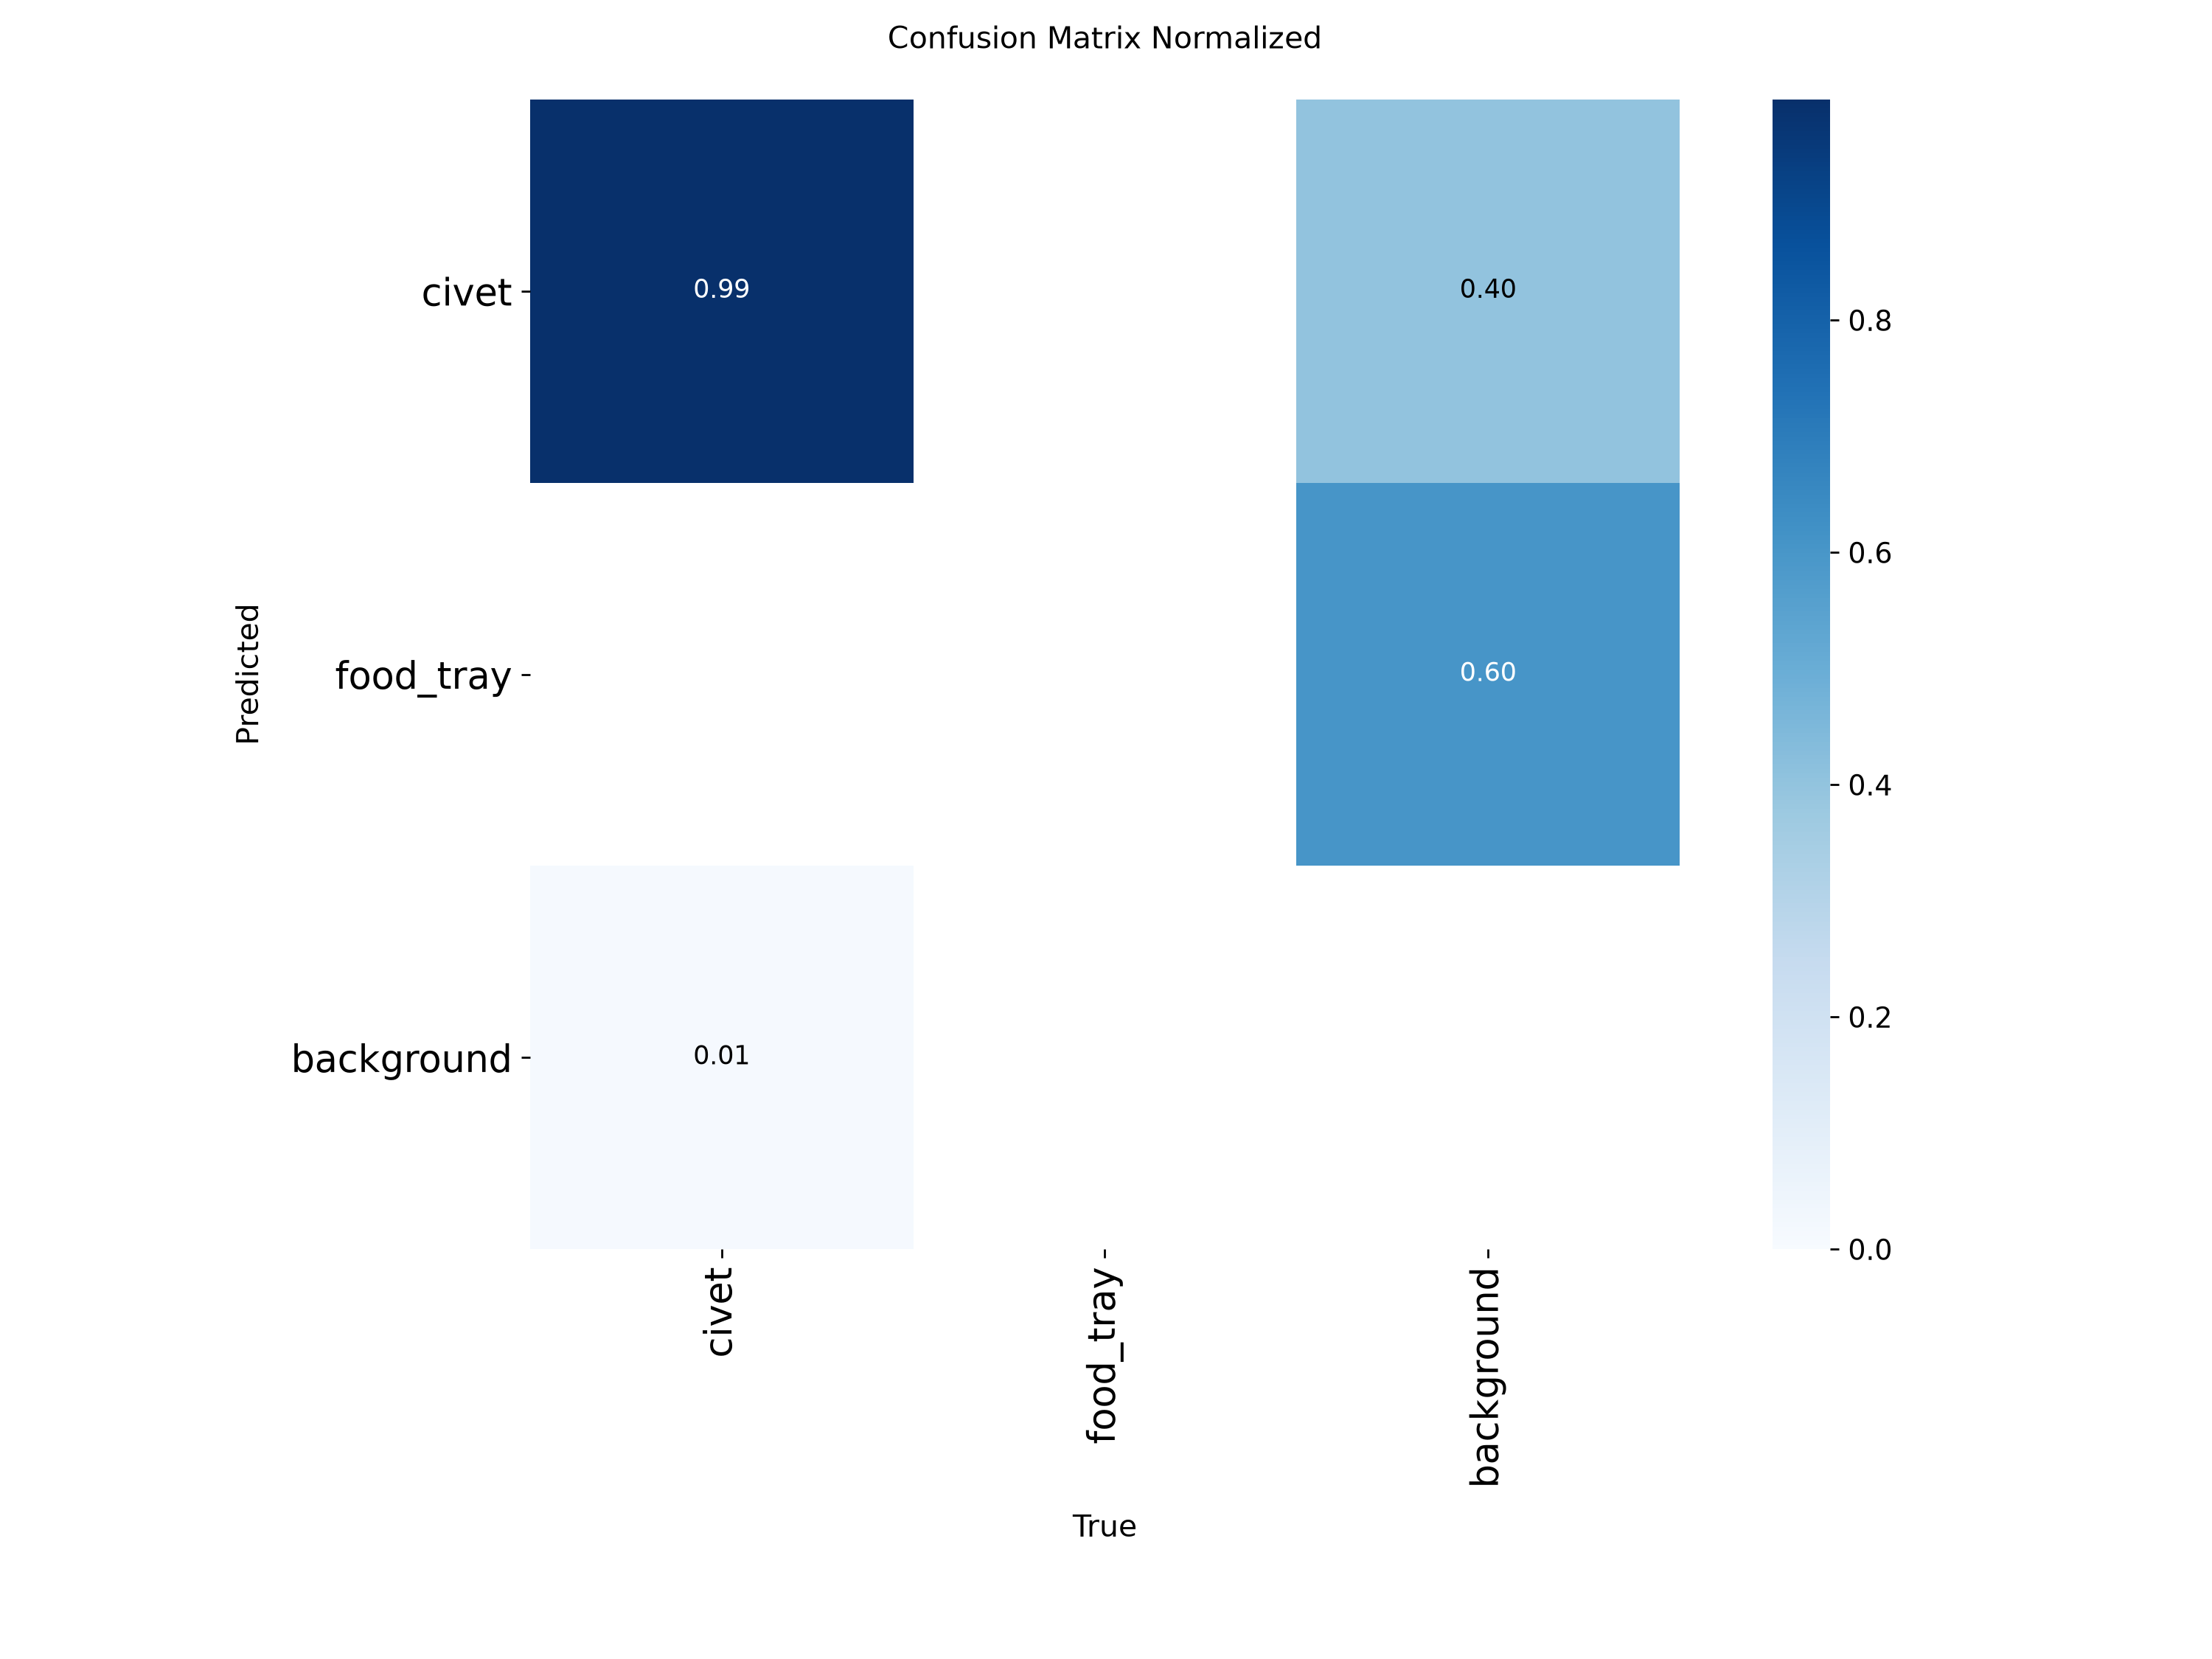 Confusion Matrix Normalized
civet
0.99
0.40
0.8
0.6
Predicted
food_tray
0.60
0.4
background
0.01
0.2
0.0
civet
food_tray
background
True